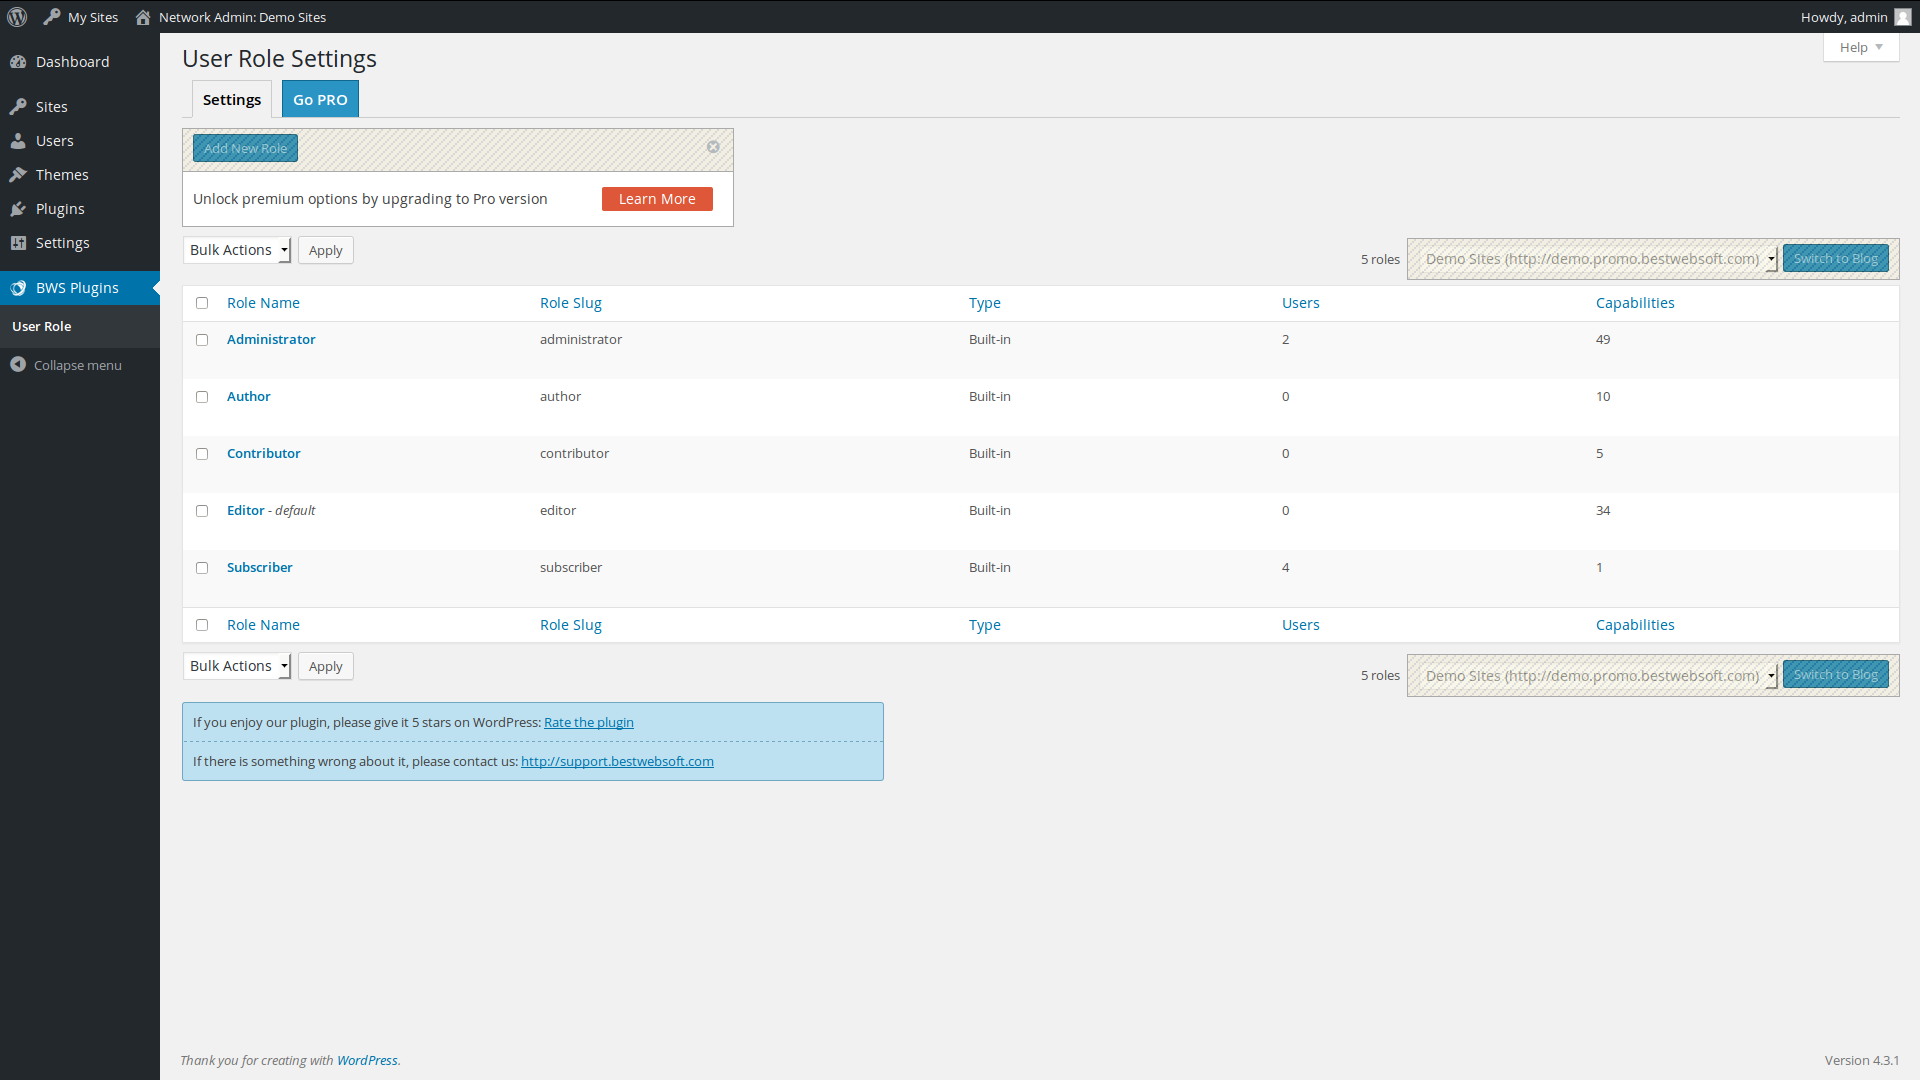 My Sites Network Admin: Demo Sites Howdy, admin
Dashboard
Sites
Users
Themes
Plugins
Settings
BWS Plugins
User Role
Collapse menu
User Role Settings
Help
Settings Go PRO
Add New Role
Unlock premium options by upgrading to Pro version Learn More
Bulk Actions Apply 5 roles Demo Sites (http://demo.promo.bestwebsoft.com) Switch to Blog
Role Name Role Slug Type Users Capabilities
Administrator administrator Built-in 2 49
Author author Built-in 0 10
Contributor contributor Built-in 0 5
Editor - default editor Built-in 0 34
Subscriber subscriber Built-in 4 1
Role Name Role Slug Type Users Capabilities
Bulk Actions Apply 5 roles Demo Sites (http://demo.promo.bestwebsoft.com) Switch to Blog
If you enjoy our plugin, please give it 5 stars on WordPress: Rate the plugin
If there is something wrong about it, please contact us: http://support.bestwebsoft.com
Thank you for creating with WordPress. Version 4.3.1